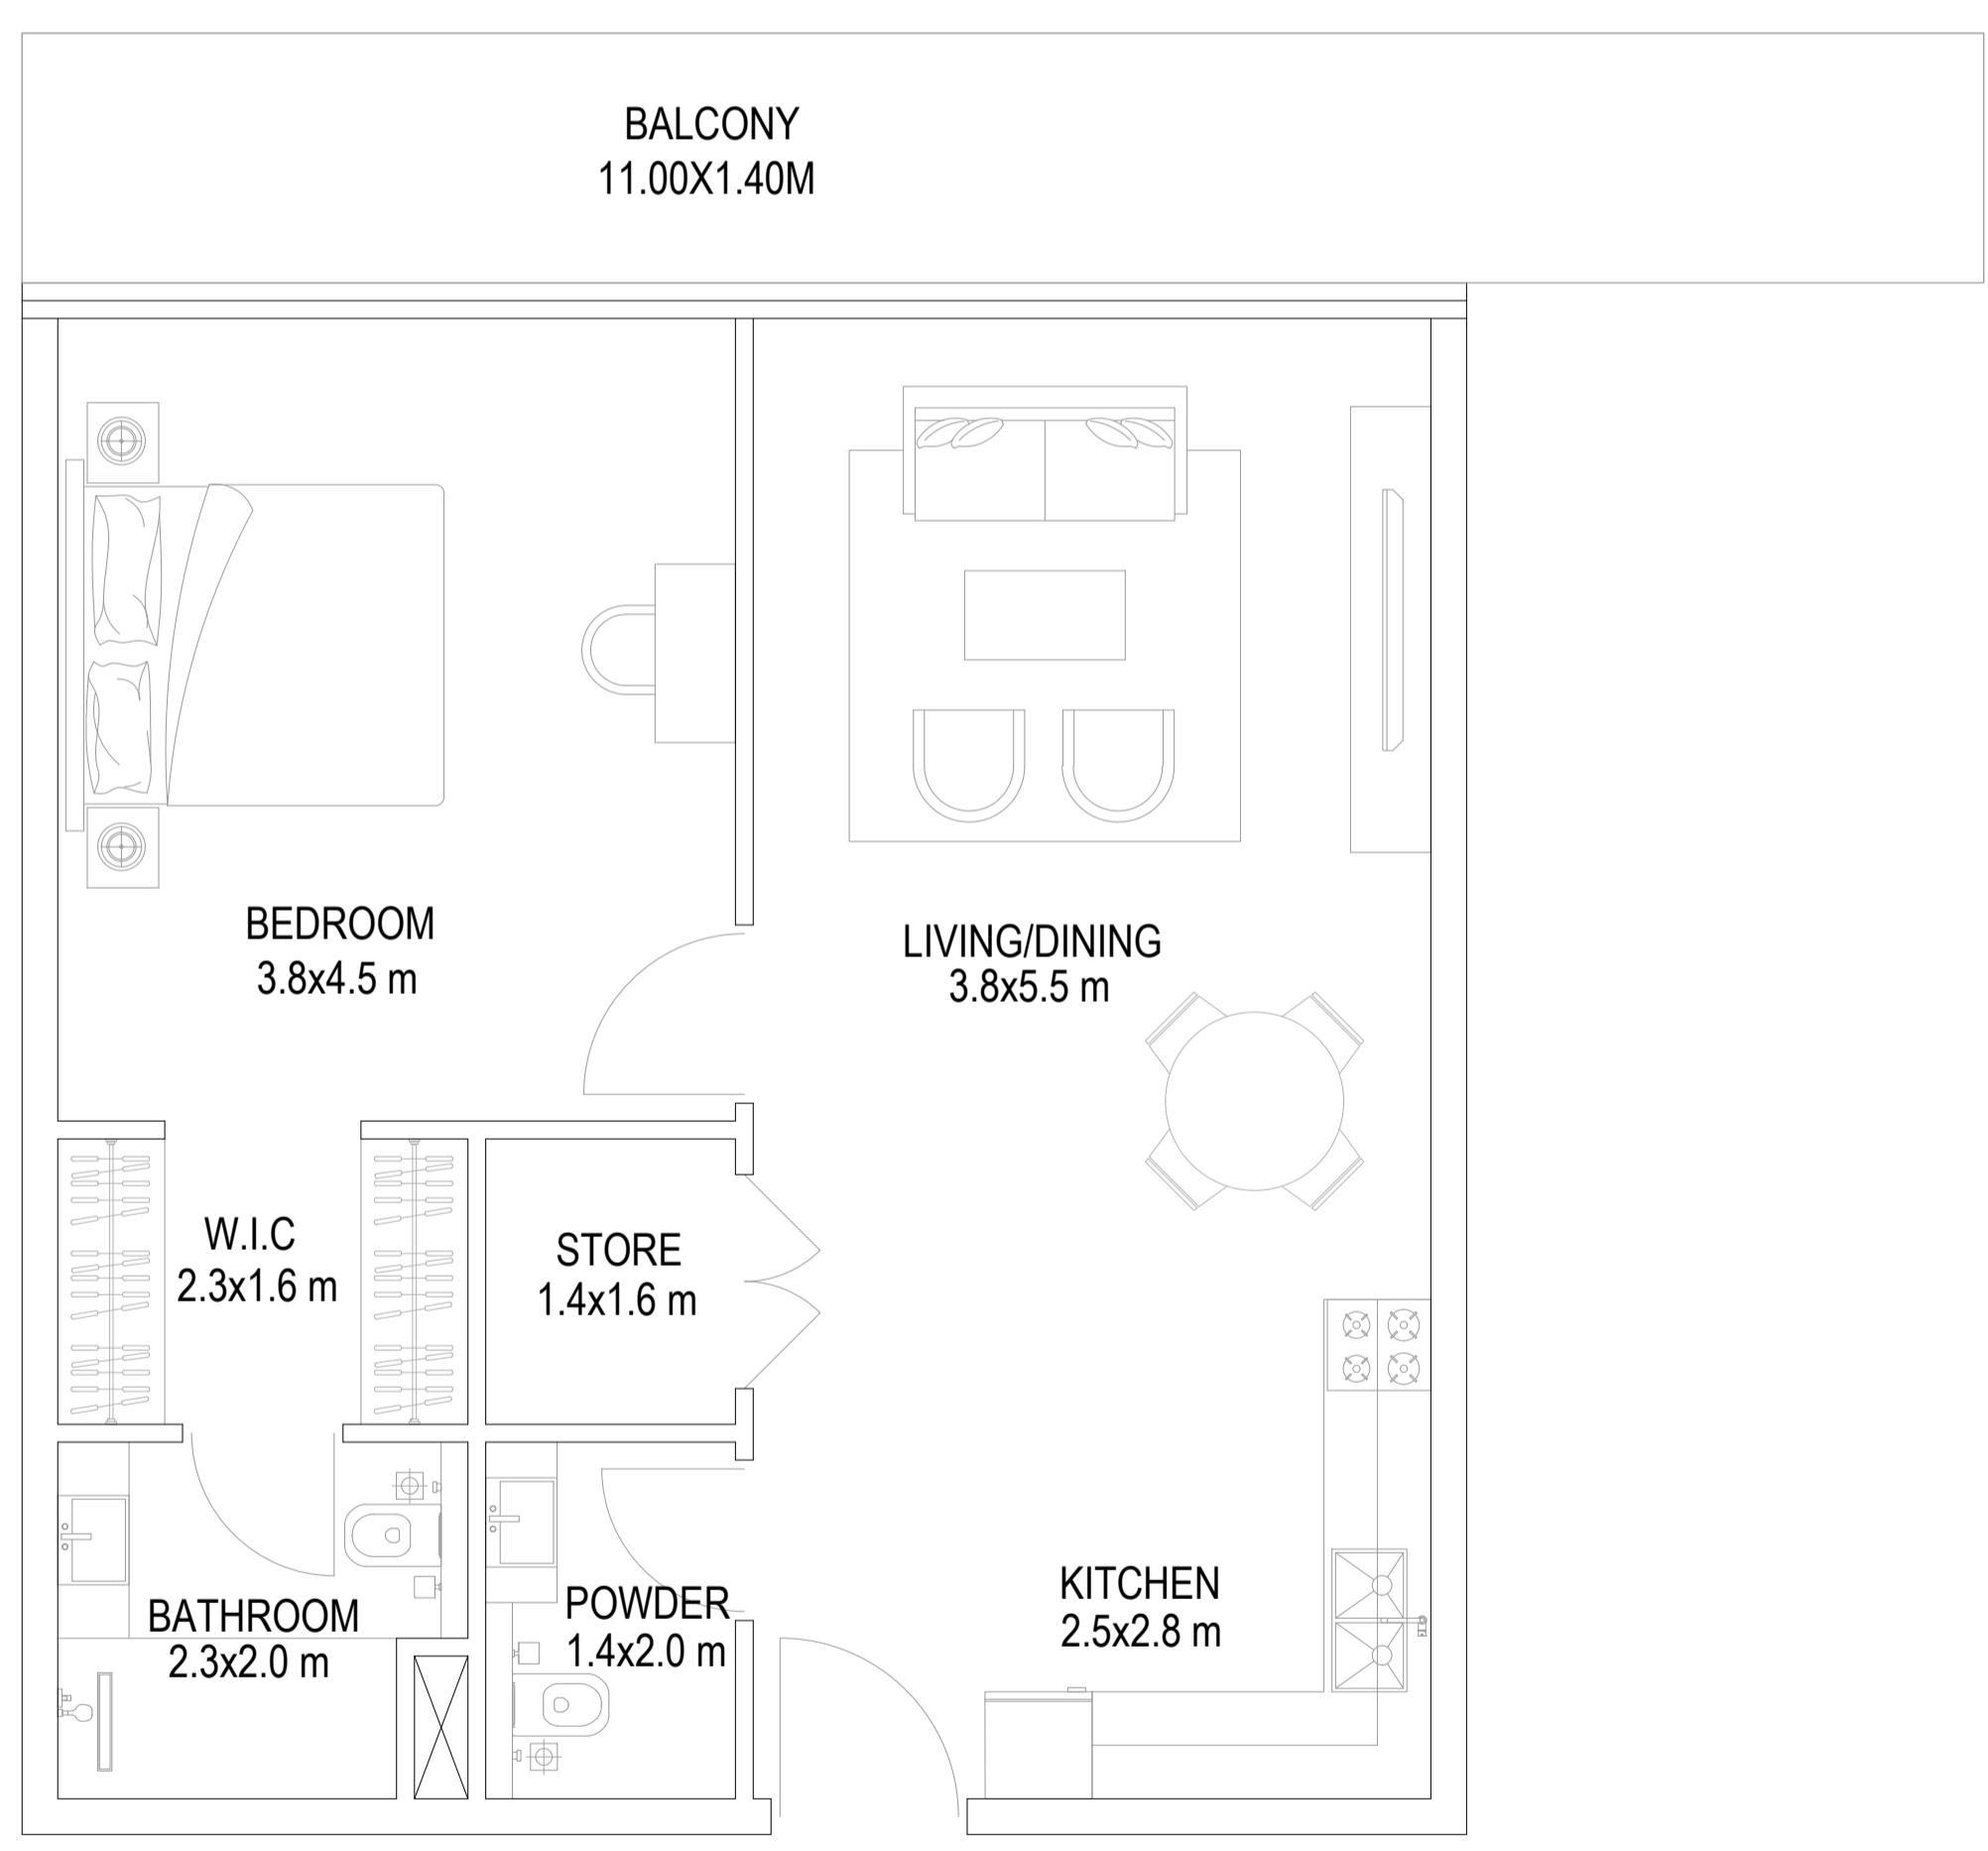 BALCONY
11.00X1.40M
BEDROOM
3.8x4.5 m
LIVING/DINING
3.8x5.5 m
W.I.C
2.3x1.6 m
STORE
1.4x1.6 m
BATHROOM
2.3x2.0 m
POWDER
1.4x2.0 m
KITCHEN
2.5x2.8 m